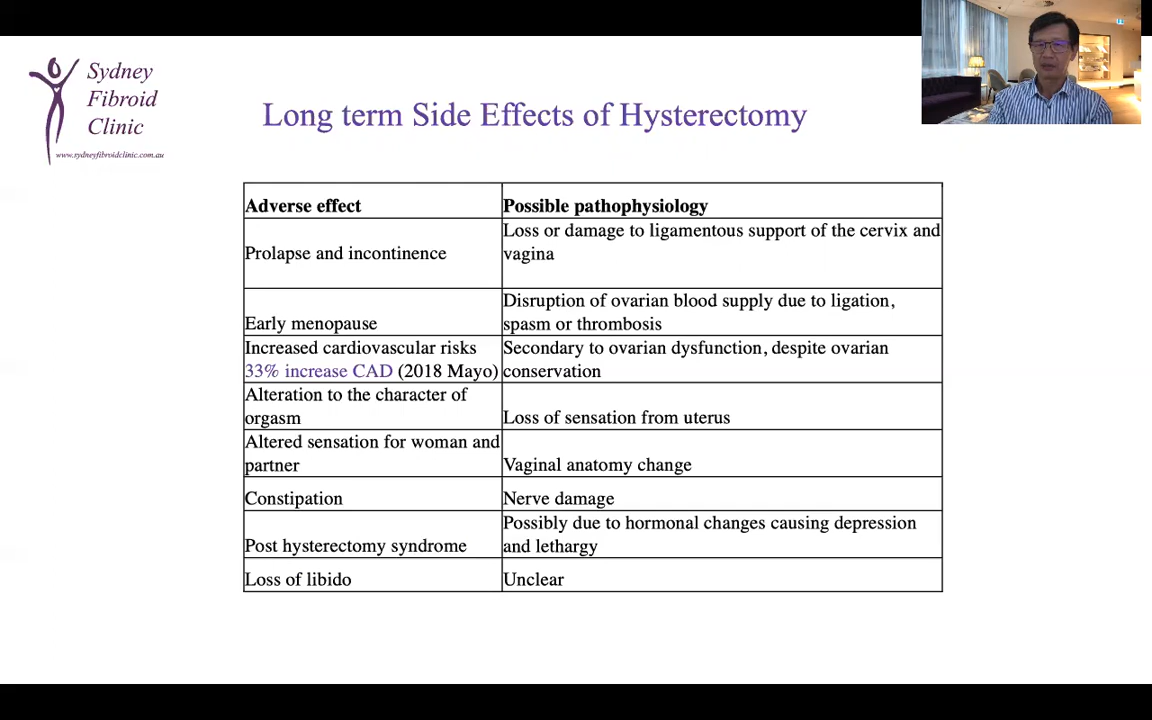 Sydney
Fibroid
Clinic
www.sydneyfibroidclinic.com.au
Long term Side Effects of Hysterectomy
Adverse effect
Possible pathophysiology
Prolapse and incontinence
Loss or damage to ligamentous support of the cervix and
vagina
Early menopause
Disruption of ovarian blood supply due to ligation,
spasm or thrombosis
Increased cardiovascular risks
33% increase CAD (2018 Mayo)
Secondary to ovarian dysfunction, despite ovarian
conservation
Alteration to the character of
orgasm
Loss of sensation from uterus
Altered sensation for woman and
partner
Vaginal anatomy change
Constipation
Nerve damage
Post hysterectomy syndrome
Possibly due to hormonal changes causing depression
and lethargy
Loss of libido
Unclear